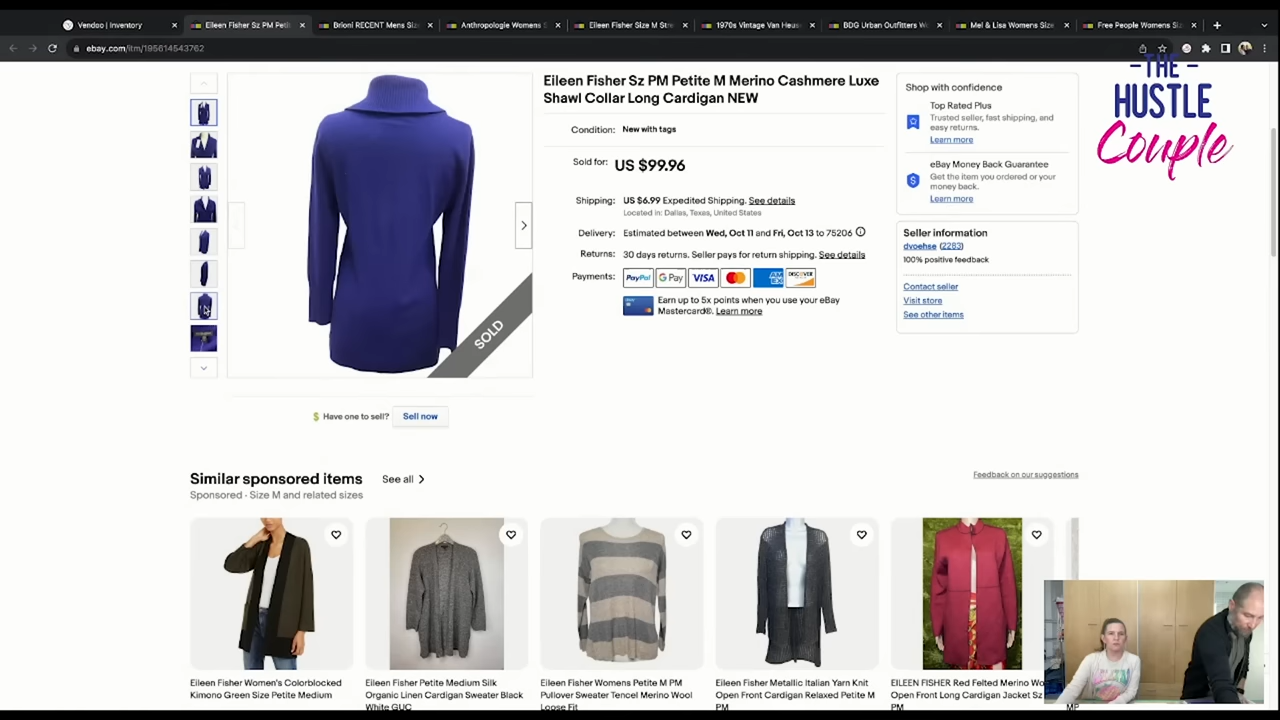 Vendoo | Inventory
Eileen Fisher Sz PM Petit
Brioni RECENT Mens Size
Anthropologie Womens S
Eileen Fisher Size M Stri
1970s Vintage Van Heus
BDG Urban Outfitters W
Mel & Lisa Womens Size
Free People Womens Siz
ebay.com/itm/195614543762
THE
HUSTLE
Couple
Eileen Fisher Sz PM Petite M Merino Cashmere Luxe
Shawl Collar Long Cardigan NEW
Condition: New with tags
Sold for: US $99.96
Shipping: US $6.99 Expedited Shipping. See details
Located in: Dallas, Texas, United States
Delivery: Estimated between Wed, Oct 11 and Fri, Oct 13 to 75206
Returns: 30 days returns. Seller pays for return shipping. See details
Payments: PayPal G Pay VISA mastercard AM EX DISCOVER
Earn up to 5x points when you use your eBay
Mastercard®. Learn more
SOLD
Shop with confidence
Top Rated Plus
Trusted seller, fast shipping, and
easy returns.
Learn more
eBay Money Back Guarantee
Get the item you ordered or your
money back.
Learn more
Seller information
dvoehse (2283)
100% positive feedback
Contact seller
Visit store
See other items
Have one to sell? Sell now
Similar sponsored items See all
Feedback on our suggestions
Sponsored · Size M and related sizes
Eileen Fisher Women's Colorblocked
Kimono Green Size Petite Medium
Eileen Fisher Petite Medium Silk
Organic Linen Cardigan Sweater Black
White GUC
Eileen Fisher Womens Petite M PM
Pullover Sweater Tencel Merino Wool
Loose Fit
Eileen Fisher Metallic Italian Yarn Knit
Open Front Cardigan Relaxed Petite M
PM
EILEEN FISHER Red Felted Merino Wo
Open Front Long Cardigan Jacket Sz
MP